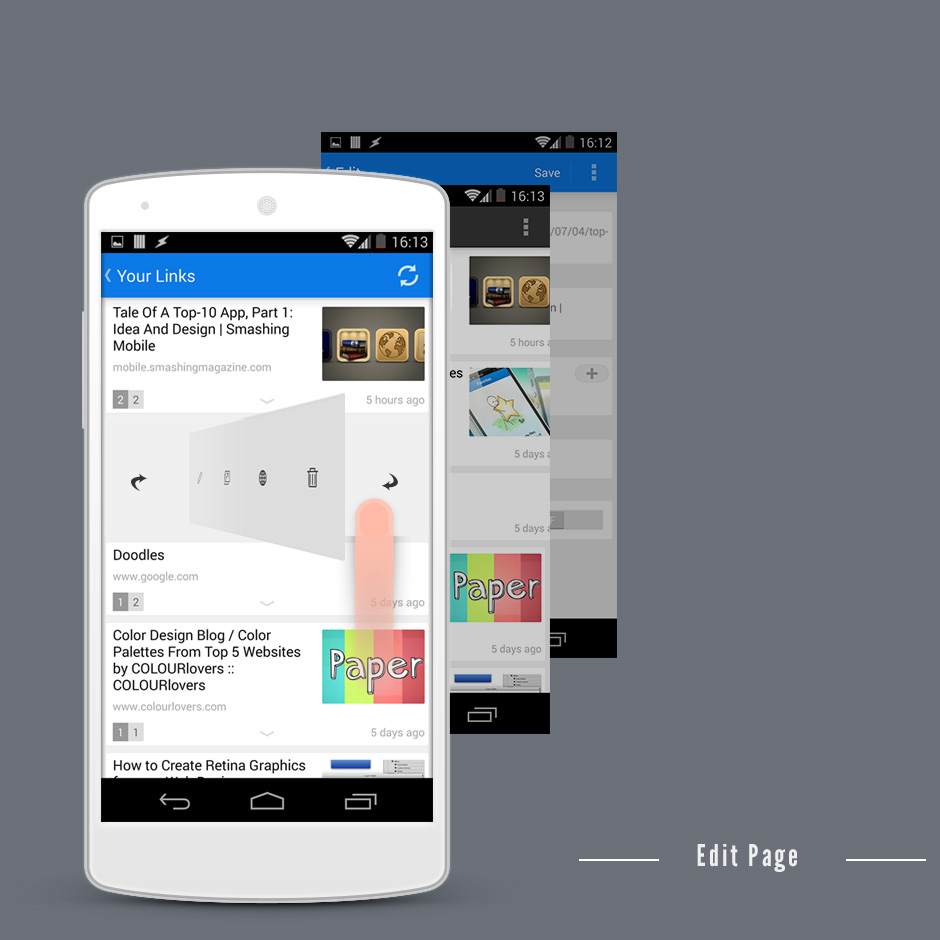 16:12
Edit
Save
16:13
/07/04/top-
16:13
Your Links
Tale Of A Top-10 App, Part 1:
Idea And Design | Smashing
Mobile
mobile.smashingmagazine.com
2 2
5 hours ago
n |
5 hours a
es
5 days a
5 days a
Doodles
www.google.com
1 2
5 days ago
Color Design Blog / Color
Palettes From Top 5 Websites
by COLOURlovers ::
COLOURlovers
www.colourlovers.com
Paper
1 1
5 days ago
Paper
5 days ago
How to Create Retina Graphics
Edit Page